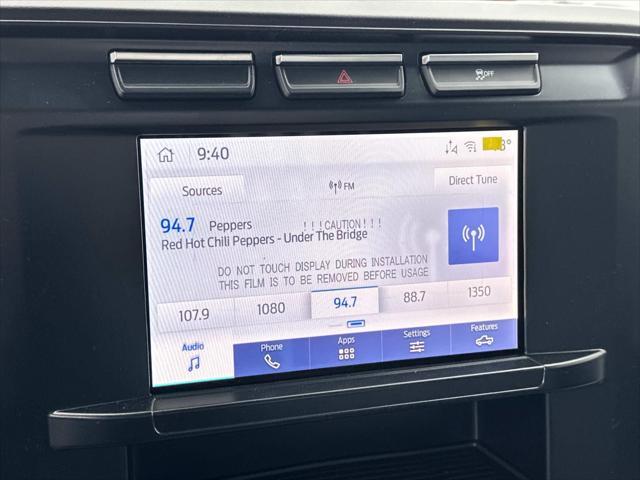 OFF
9:40
Sources
FM
Direct Tune
94.7 Peppers
! ! ! CAUTION ! ! !
Red Hot Chili Peppers - Under The Bridge
DO NOT TOUCH DISPLAY DURING INSTALLATION
THIS FILM IS TO BE REMOVED BEFORE USAGE
107.9 1080 94.7 88.7 1350
Audio Phone Apps Settings Features